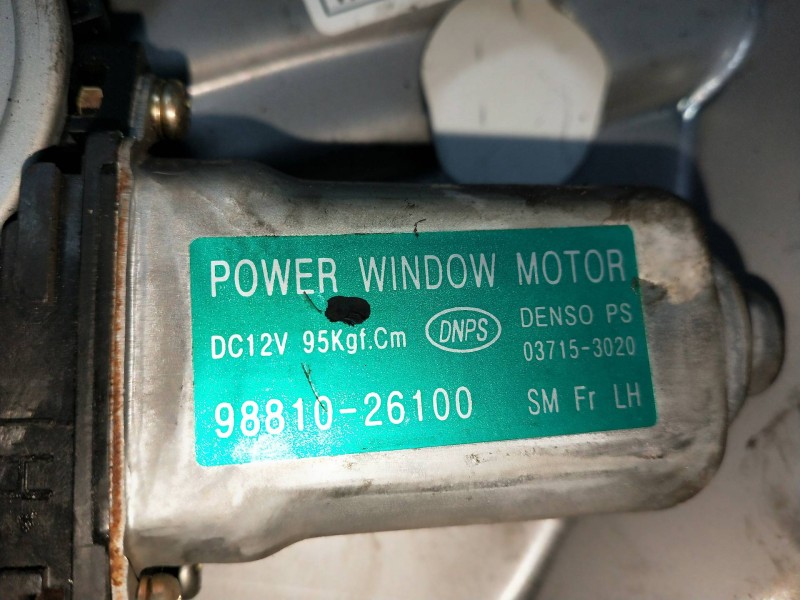 POWER WINDOW MOTOR
DC12V 95Kgf.Cm DNPS DENSO PS
03715-3020
98810-26100 SM Fr LH